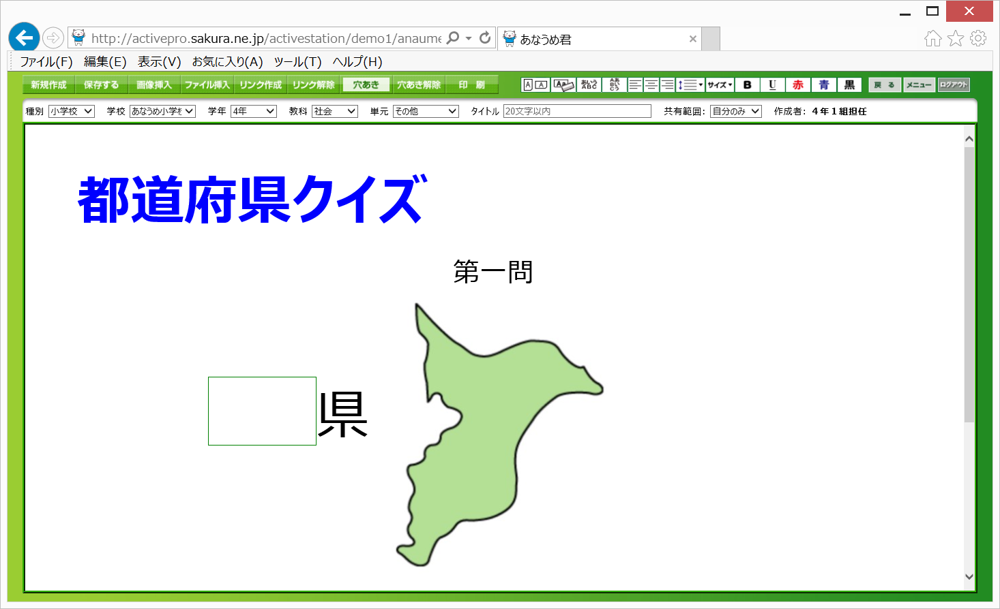 http://activepro.sakura.ne.jp/activestation/demo1/anaume
あなうめ君
ファイル(F) 編集(E) 表示(V) お気に入り(A) ツール(T) ヘルプ(H)
新規作成 保存する 画像挿入 ファイル挿入 リンク作成 リンク解除 穴あき 穴あき解除 印 刷 サイズ B U 赤 青 黒 戻 る メニュー ログアウト
種別 小学校 学校 あなうめ小学校 学年 4年 教科 社会 単元 その他 タイトル 20文字以内 共有範囲: 自分のみ 作成者: 4年1組担任
都道府県クイズ
第一問
県